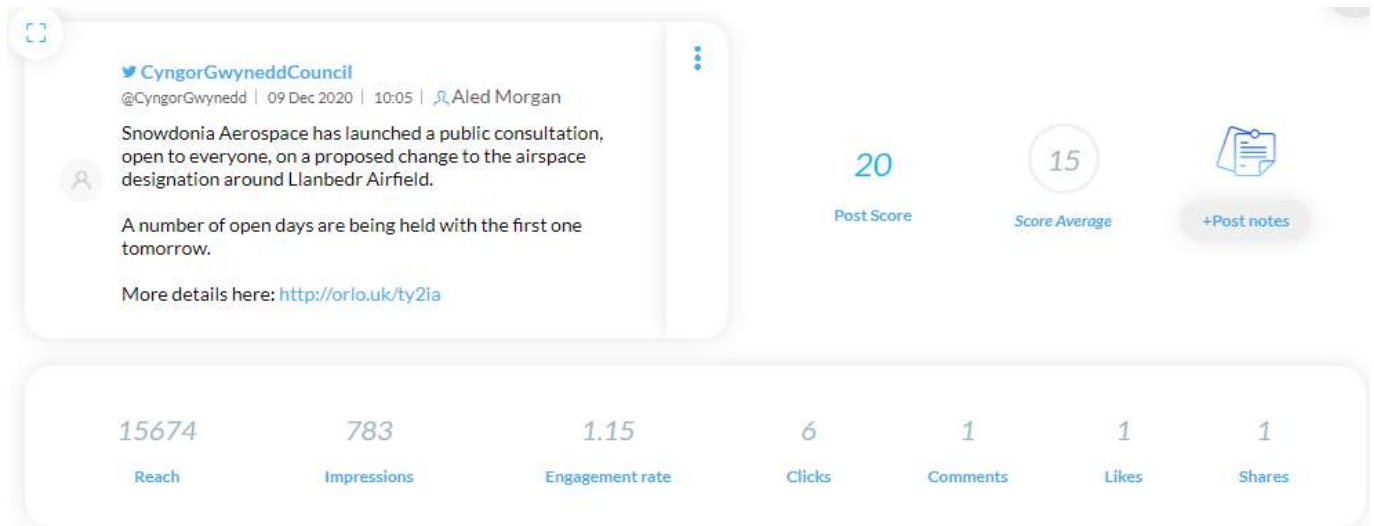 CyngorGwyneddCouncil
@CyngorGwynedd | 09 Dec 2020 | 10:05 | Aled Morgan
Snowdonia Aerospace has launched a public consultation,
open to everyone, on a proposed change to the airspace
designation around Llanbedr Airfield.
A number of open days are being held with the first one
tomorrow.
More details here: http://orlo.uk/ty2ia
20
Post Score
15
Score Average
+Post notes
15674
Reach
783
Impressions
1.15
Engagement rate
6
Clicks
1
Comments
1
Likes
1
Shares